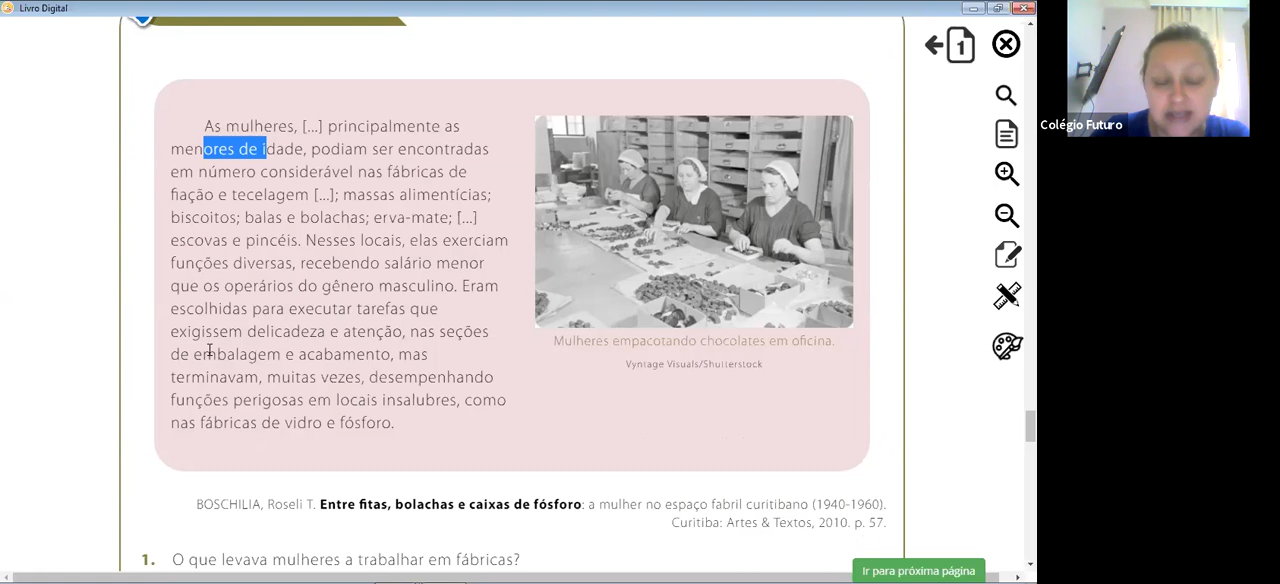 Livro Digital
1
Colégio Futuro
As mulheres, [...] principalmente as
menores de idade, podiam ser encontradas
em número considerável nas fábricas de
fiação e tecelagem [...]; massas alimentícias;
biscoitos; balas e bolachas; erva-mate; [...]
escovas e pincéis. Nesses locais, elas exerciam
funções diversas, recebendo salário menor
que os operários do gênero masculino. Eram
escolhidas para executar tarefas que
exigissem delicadeza e atenção, nas seções
de embalagem e acabamento, mas
terminavam, muitas vezes, desempenhando
funções perigosas em locais insalubres, como
nas fábricas de vidro e fósforo.
Mulheres empacotando chocolates em oficina.
Vyntage Visuals/Shutterstock
BOSCHILIA, Roseli T. Entre fitas, bolachas e caixas de fósforo: a mulher no espaço fabril curitibano (1940-1960).
Curitiba: Artes & Textos, 2010. p. 57.
1. O que levava mulheres a trabalhar em fábricas?
Ir para próxima página